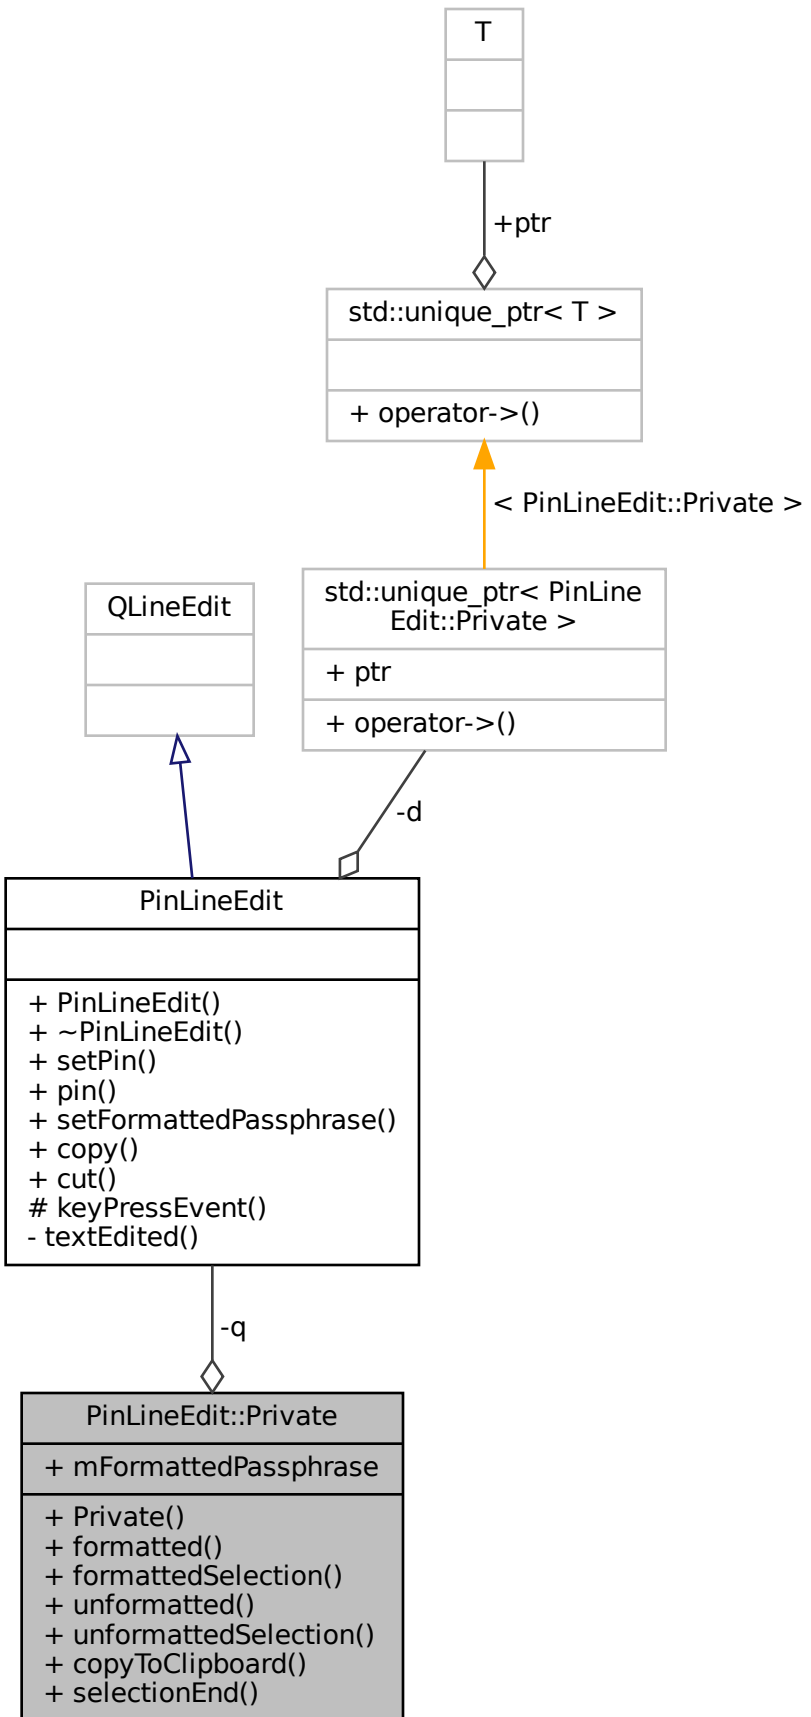 T
+ptr
std::unique_ptr< T >
+ operator->()
< PinLineEdit::Private >
std::unique_ptr< PinLine
Edit::Private >
+ ptr
+ operator->()
QLineEdit
-d
PinLineEdit
+ PinLineEdit()
+ ~PinLineEdit()
+ setPin()
+ pin()
+ setFormattedPassphrase()
+ copy()
+ cut()
# keyPressEvent()
- textEdited()
-q
PinLineEdit::Private
+ mFormattedPassphrase
+ Private()
+ formatted()
+ formattedSelection()
+ unformatted()
+ unformattedSelection()
+ copyToClipboard()
+ selectionEnd()